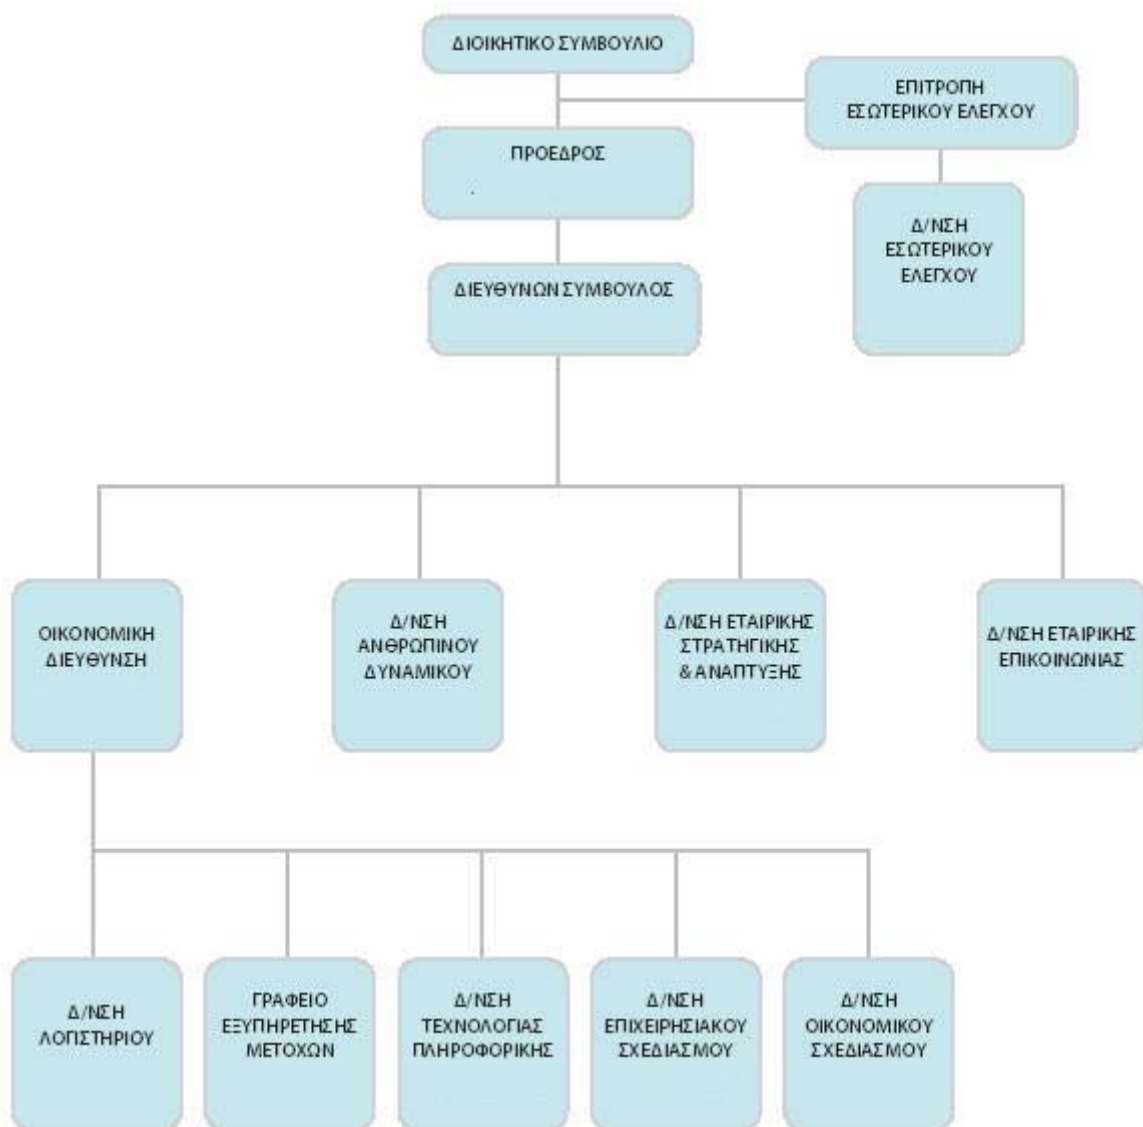 ΔΙΟΙΚΗΤΙΚΟ ΣΥΜΒΟΥΛΙΟ
ΕΠΙΤΡΟΠΗ
ΕΣΩΤΕΡΙΚΟΥ ΕΛΕΓΧΟΥ
ΠΡΟΕΔΡΟΣ
Δ/ΝΣΗ
ΕΣΩΤΕΡΙΚΟΥ
ΕΛΕΓΧΟΥ
ΔΙΕΥΘΥΝΩΝ ΣΥΜΒΟΥΛΟΣ
ΟΙΚΟΝΟΜΙΚΗ
ΔΙΕΥΘΥΝΣΗ
Δ/ΝΣΗ
ΑΝΘΡΩΠΙΝΟΥ
ΔΥΝΑΜΙΚΟΥ
Δ/ΝΣΗ ΕΤΑΙΡΙΚΗΣ
ΣΤΡΑΤΗΓΙΚΗΣ
& ΑΝΑΠΤΥΞΗΣ
Δ/ΝΣΗ ΕΤΑΙΡΙΚΗΣ
ΕΠΙΚΟΙΝΩΝΙΑΣ
Δ/ΝΣΗ
ΛΟΓΙΣΤΗΡΙΟΥ
ΓΡΑΦΕΙΟ
ΕΞΥΠΗΡΕΤΗΣΗΣ
ΜΕΤΟΧΩΝ
Δ/ΝΣΗ
ΤΕΧΝΟΛΟΓΙΑΣ
ΠΛΗΡΟΦΟΡΙΚΗΣ
Δ/ΝΣΗ
ΕΠΙΧΕΙΡΗΣΙΑΚΟΥ
ΣΧΕΔΙΑΣΜΟΥ
Δ/ΝΣΗ
ΟΙΚΟΝΟΜΙΚΟΥ
ΣΧΕΔΙΑΣΜΟΥ